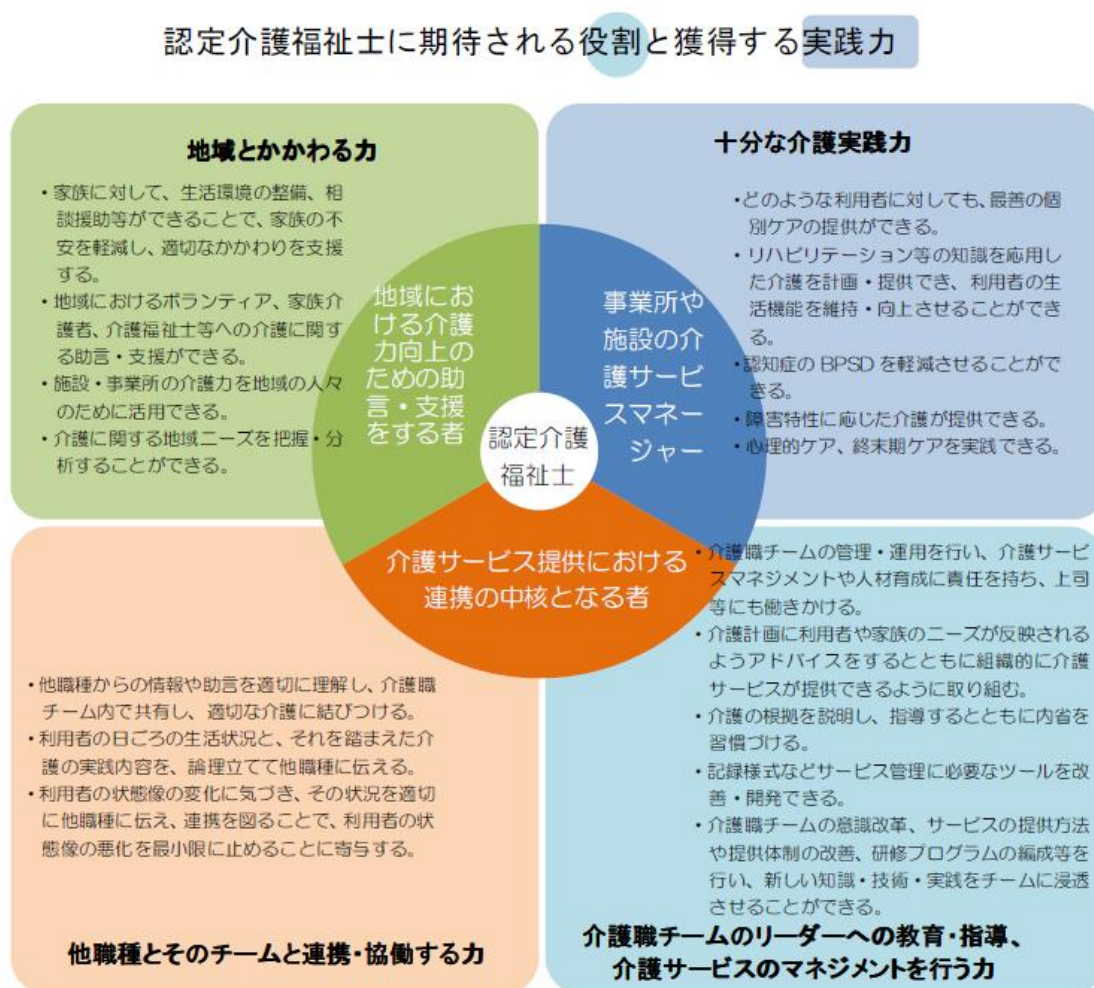 認定介護福祉士に期待される役割と獲得する実践力
地域とかかわる力
・家族に対して、生活環境の整備、相
談援助等ができることで、家族の不
安を軽減し、適切なかかわりを支援
する。
・地域におけるボランティア、家族介
護者、介護福祉士等への介護に関す
る助言・支援ができる。
・施設・事業所の介護力を地域の人々
のために活用できる。
・介護に関する地域ニーズを把握・分
析することができる。
十分な介護実践力
・どのような利用者に対しても、最善の個
別ケアの提供ができる。
・リハビリテーション等の知識を応用し
た介護を計画・提供でき、利用者の生
活機能を維持・向上させることができ
る。
・認知症の BPSD を軽減させることがで
きる。
・障害特性に応じた介護が提供できる。
・心理的ケア、終末期ケアを実践できる。
地域にお
ける介護
力向上の
ための助
言・支援
をする者
事業所や
施設の介
護サービ
スマネー
ジャー
認定介護
福祉士
介護サービス提供における
連携の中核となる者
・他職種からの情報や助言を適切に理解し、介護職
チーム内で共有し、適切な介護に結びつける。
・利用者の日ごろの生活状況と、それを踏まえた介
護の実践内容を、論理立てて他職種に伝える。
・利用者の状態像の変化に気づき、その状況を適切
に他職種に伝え、連携を図ることで、利用者の状
態像の悪化を最小限に止めることに寄与する。
他職種とそのチームと連携・協働する力
・介護職チームの管理・運用を行い、介護サービ
スマネジメントや人材育成に責任を持ち、上司
等にも働きかける。
・介護計画に利用者や家族のニーズが反映される
ようアドバイスをするとともに組織的に介護
サービスが提供できるように取り組む。
・介護の根拠を説明し、指導するとともに内省を
習慣づける。
・記録様式などサービス管理に必要なツールを改
善・開発できる。
・介護職チームの意識改革、サービスの提供方法
や提供体制の改善、研修プログラムの編成等を
行い、新しい知識・技術・実践をチームに浸透
させることができる。
介護職チームのリーダーへの教育・指導、
介護サービスのマネジメントを行う力